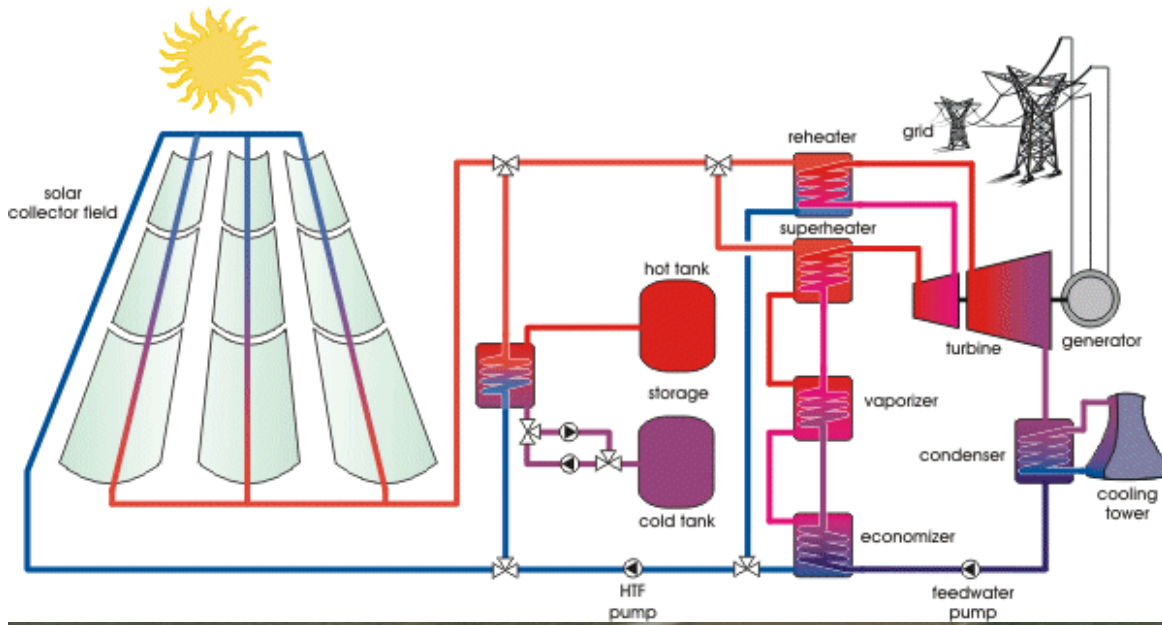 solar
collector field
reheater
grid
superheater
hot tank
storage
cold tank
turbine
generator
vaporizer
condenser
cooling
tower
economizer
HTF
pump
feedwater
pump